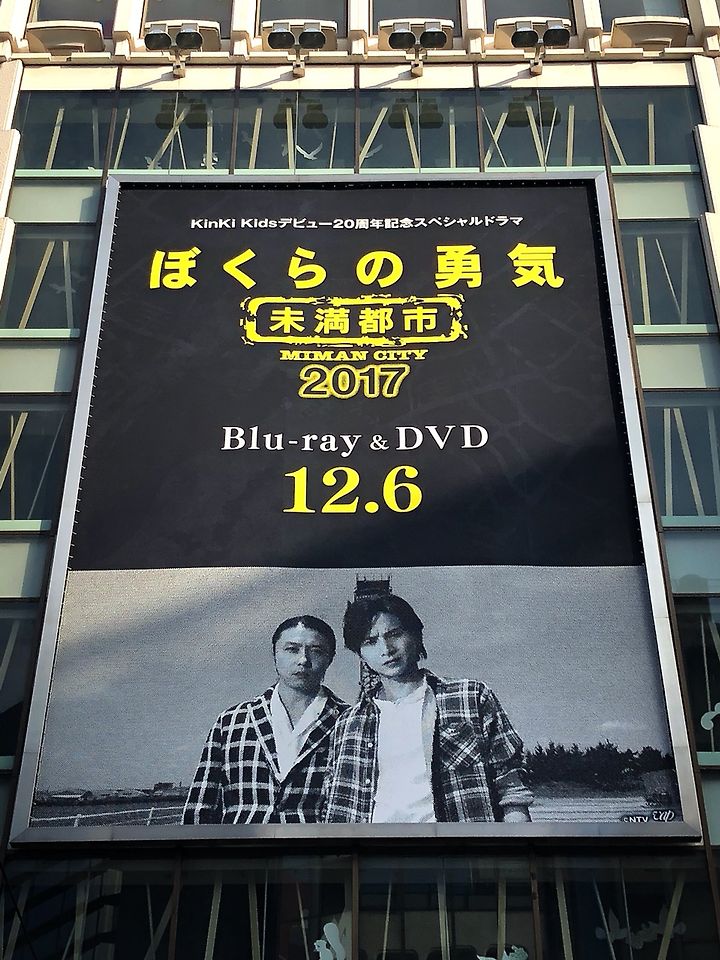 KinKi Kidsデビュー20周年記念スペシャルドラマ
ぼくらの勇気
未満都市
MIMAN CITY
2017
Blu-ray & DVD
12.6
©NTV vap